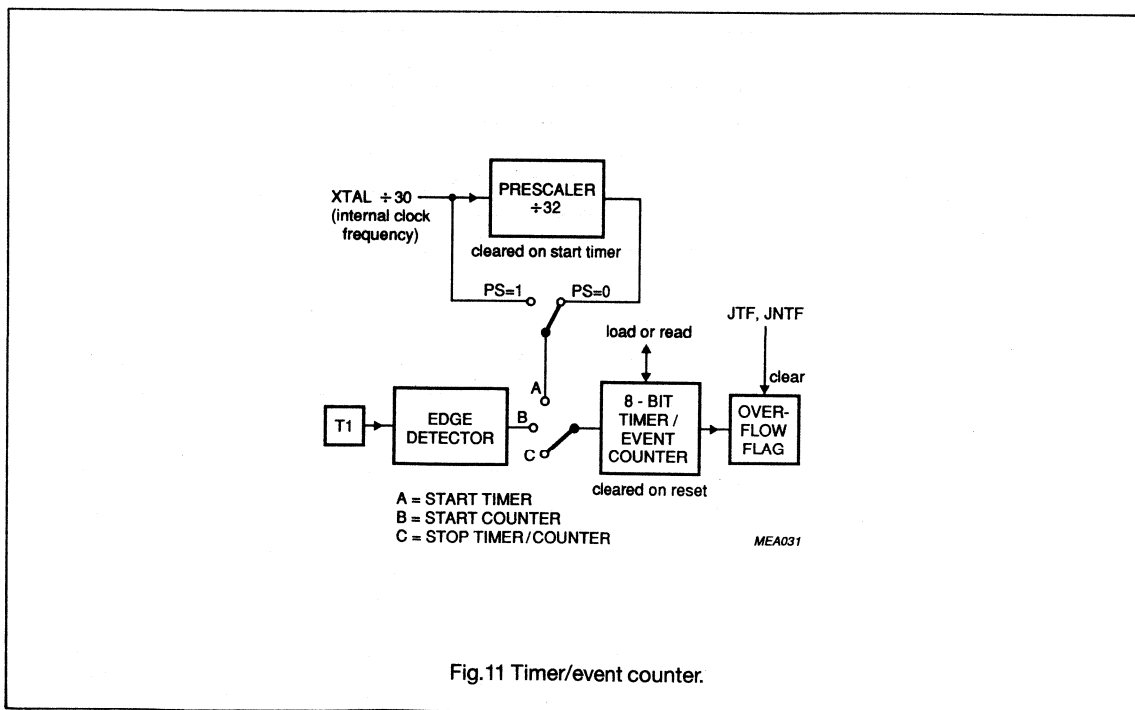 XTAL ÷30
(internal clock
frequency)
PRESCALER
÷32
cleared on start timer
PS=1
PS=0
load or read
JTF, JNTF
clear
A
B
C
T1
EDGE
DETECTOR
8 - BIT
TIMER /
EVENT
COUNTER
cleared on reset
OVER-
FLOW
FLAG
A = START TIMER
B = START COUNTER
C = STOP TIMER/COUNTER
MEA031
Fig.11 Timer/event counter.